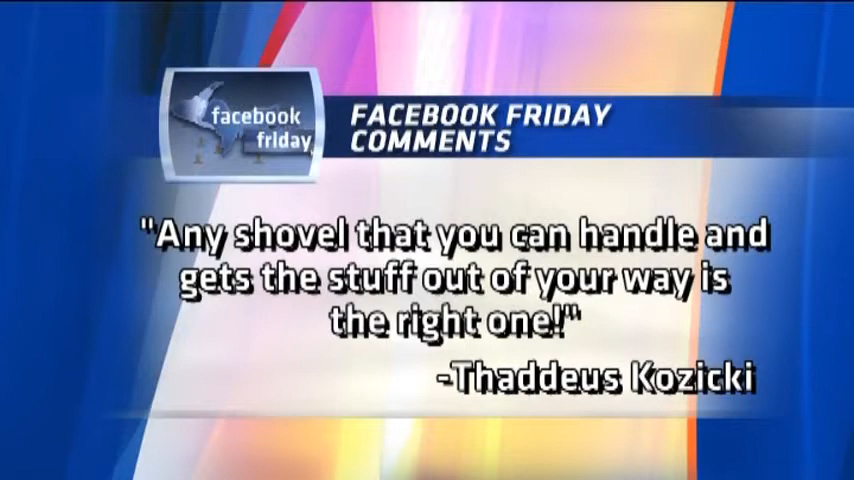 facebook
friday
FACEBOOK FRIDAY
COMMENTS
"Any shovel that you can handle and
gets the stuff out of your way is
the right one!"
-Thaddeus Kozicki